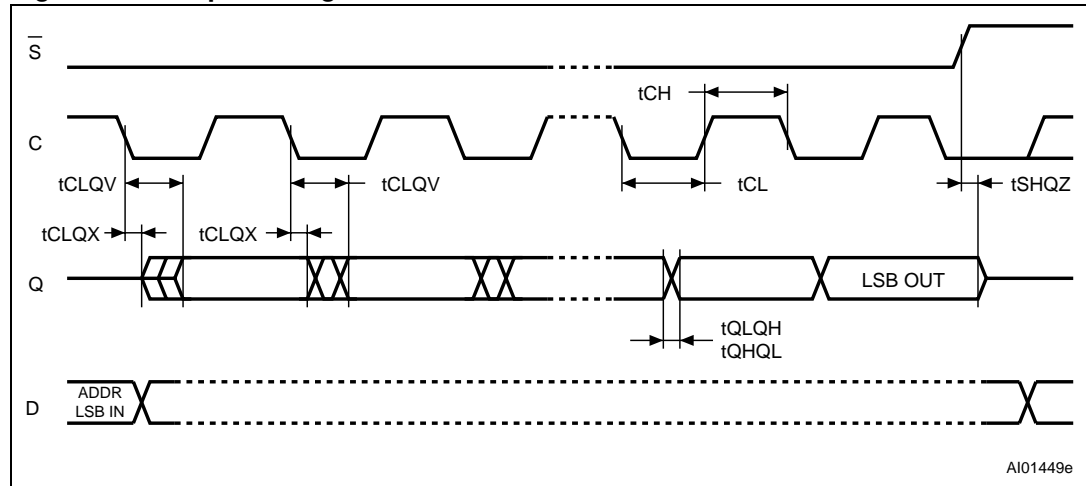 S
tCH
C
tCLQV
tCLQV
tCL
tSHQZ
tCLQX
tCLQX
Q
LSB OUT
tQLQH
tQHQL
ADDR
LSB IN
D
AI01449e